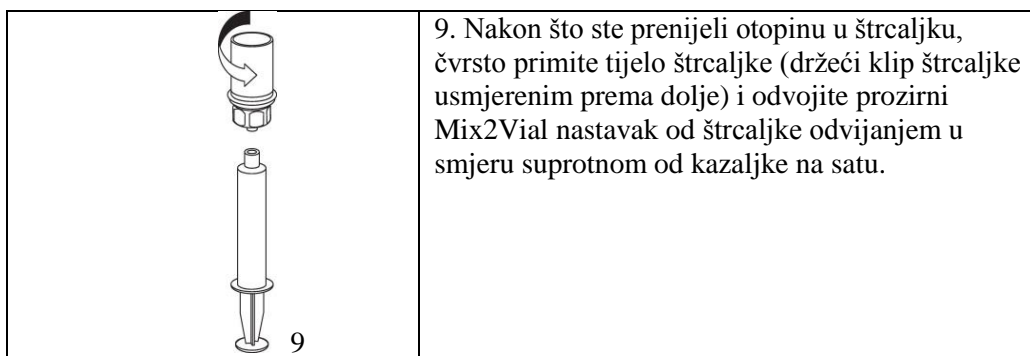 9. Nakon što ste prenijeli otopinu u štrcaljku,
čvrsto primite tijelo štrcaljke (držeći klip štrcaljke
usmjerenim prema dolje) i odvojite prozirni
Mix2Vial nastavak od štrcaljke odvijanjem u
smjeru suprotnom od kazaljke na satu.
9